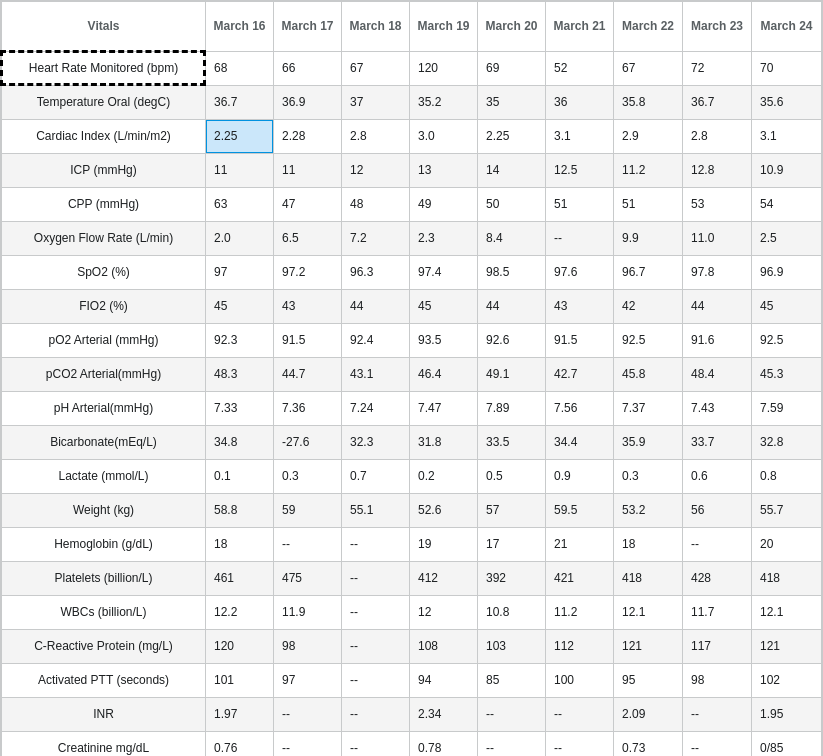 Vitals March 16 March 17 March 18 March 19 March 20 March 21 March 22 March 23 March 24
Heart Rate Monitored (bpm) 68 66 67 120 69 52 67 72 70
Temperature Oral (degC) 36.7 36.9 37 35.2 35 36 35.8 36.7 35.6
Cardiac Index (L/min/m2) 2.25 2.28 2.8 3.0 2.25 3.1 2.9 2.8 3.1
ICP (mmHg) 11 11 12 13 14 12.5 11.2 12.8 10.9
CPP (mmHg) 63 47 48 49 50 51 51 53 54
Oxygen Flow Rate (L/min) 2.0 6.5 7.2 2.3 8.4 -- 9.9 11.0 2.5
SpO2 (%) 97 97.2 96.3 97.4 98.5 97.6 96.7 97.8 96.9
FIO2 (%) 45 43 44 45 44 43 42 44 45
pO2 Arterial (mmHg) 92.3 91.5 92.4 93.5 92.6 91.5 92.5 91.6 92.5
pCO2 Arterial(mmHg) 48.3 44.7 43.1 46.4 49.1 42.7 45.8 48.4 45.3
pH Arterial(mmHg) 7.33 7.36 7.24 7.47 7.89 7.56 7.37 7.43 7.59
Bicarbonate(mEq/L) 34.8 -27.6 32.3 31.8 33.5 34.4 35.9 33.7 32.8
Lactate (mmol/L) 0.1 0.3 0.7 0.2 0.5 0.9 0.3 0.6 0.8
Weight (kg) 58.8 59 55.1 52.6 57 59.5 53.2 56 55.7
Hemoglobin (g/dL) 18 -- -- 19 17 21 18 -- 20
Platelets (billion/L) 461 475 -- 412 392 421 418 428 418
WBCs (billion/L) 12.2 11.9 -- 12 10.8 11.2 12.1 11.7 12.1
C-Reactive Protein (mg/L) 120 98 -- 108 103 112 121 117 121
Activated PTT (seconds) 101 97 -- 94 85 100 95 98 102
INR 1.97 -- -- 2.34 -- -- 2.09 -- 1.95
Creatinine mg/dL 0.76 -- -- 0.78 -- -- 0.73 -- 0/85